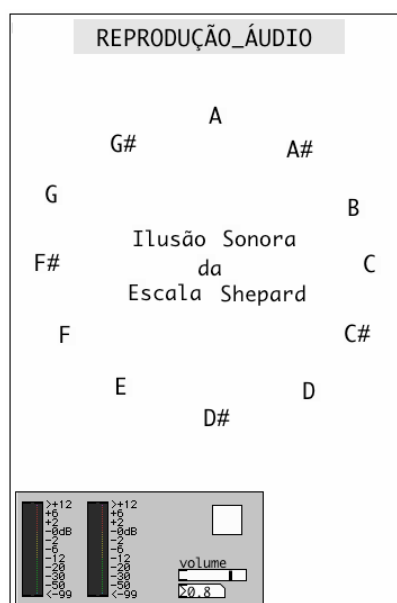 REPRODUÇÃO_ÁUDIO
A
G# A#
G B
Ilusão Sonora
F# da C
Escala Shepard
F C#
E D
D#
>+12 >+12
+6 +6
+2 +2
-0dB -0dB
-2 -2
-6 -6
-12 -12
-20 -20
-30 -30
-50 -50
<-99 <-99
volume
>0.8